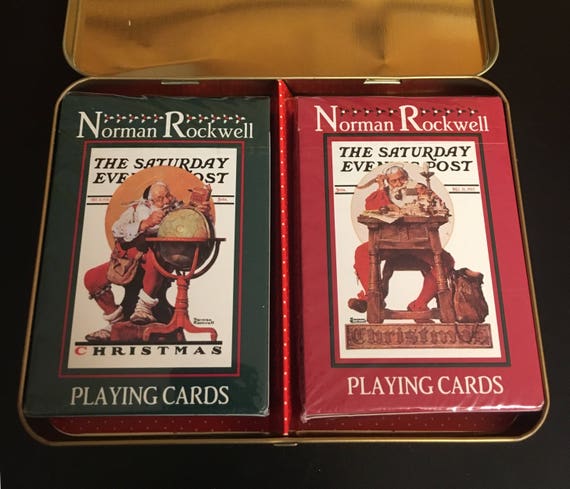 Norman Rockwell
THE SATURDAY
EVENING POST
CHRISTMAS
PLAYING CARDS
Norman Rockwell
THE SATURDAY
EVENING POST
Christmas
PLAYING CARDS